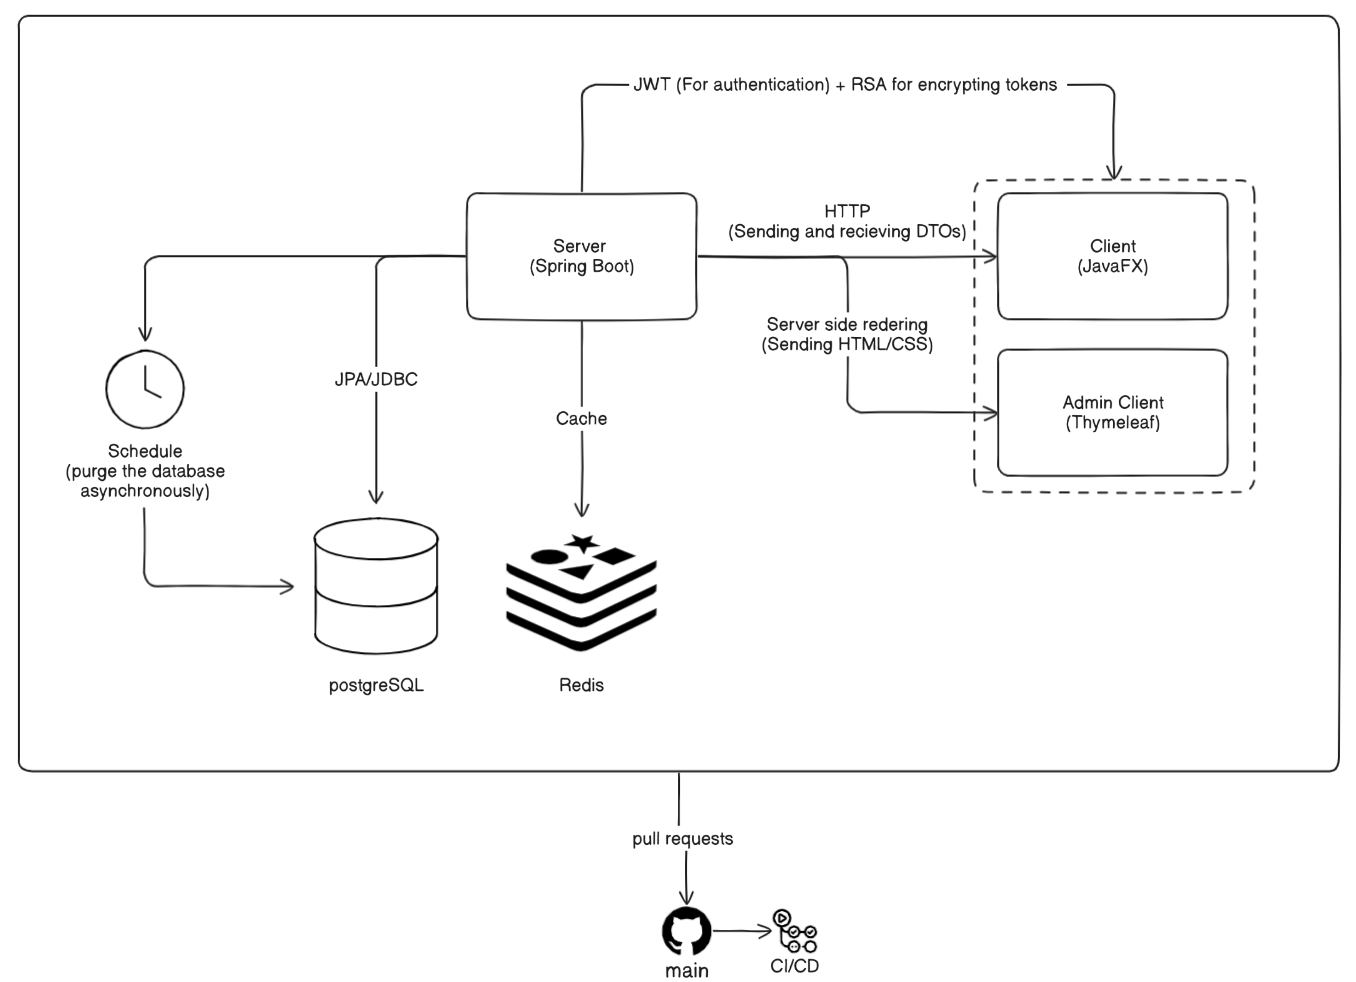 JWT (For authentication) + RSA for encrypting tokens
HTTP
(Sending and recieving DTOs)
Server
(Spring Boot)
Client
(JavaFX)
Server side redering
(Sending HTML/CSS)
JPA/JDBC
Cache
Admin Client
(Thymeleaf)
Schedule
(purge the database
asynchronously)
postgreSQL
Redis
pull requests
main
CI/CD